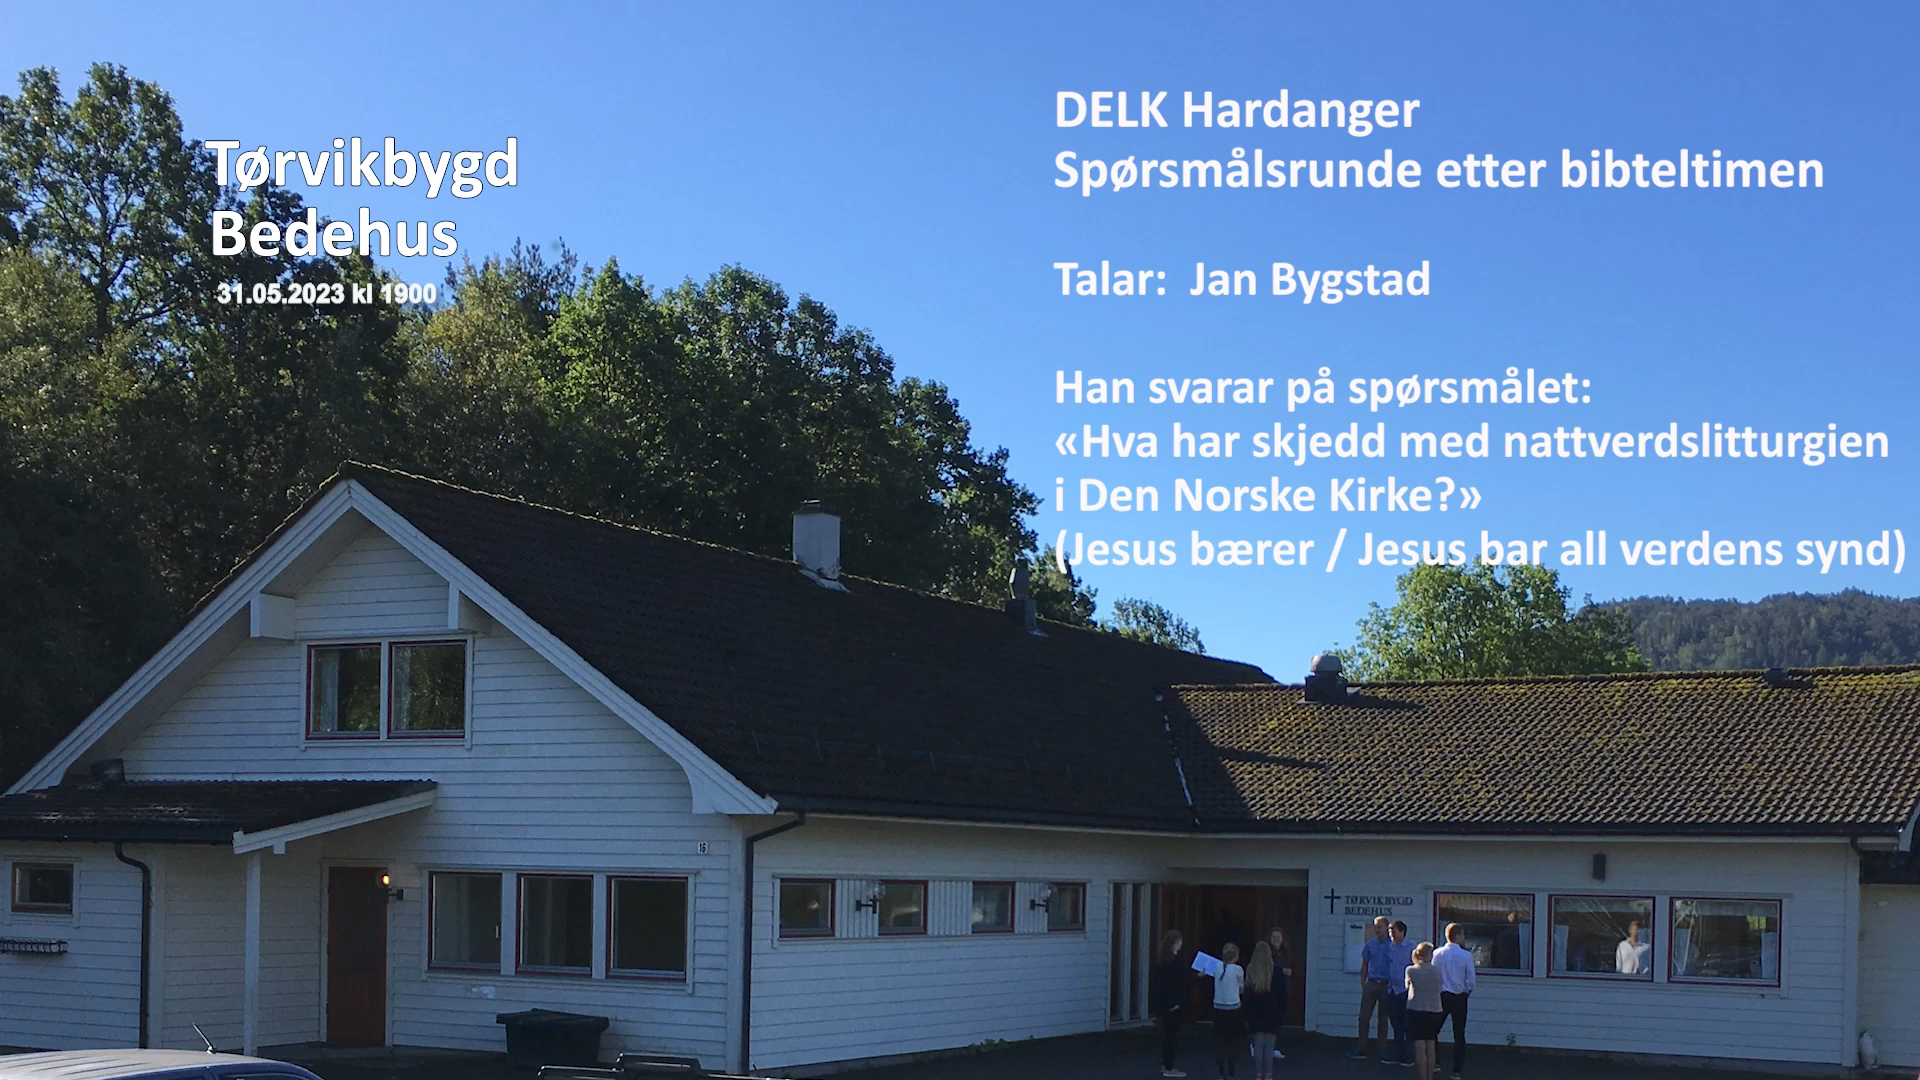 Tørvikbygd
Bedehus
31.05.2023 kl 1900
DELK Hardanger
Spørsmålsrunde etter bibteltimen
Talar: Jan Bygstad
Han svarar på spørsmålet:
«Hva har skjedd med nattverdslitturgien
i Den Norske Kirke?»
(Jesus bærer / Jesus bar all verdens synd)
16
TØRVIKBYGD
BEDEHUS